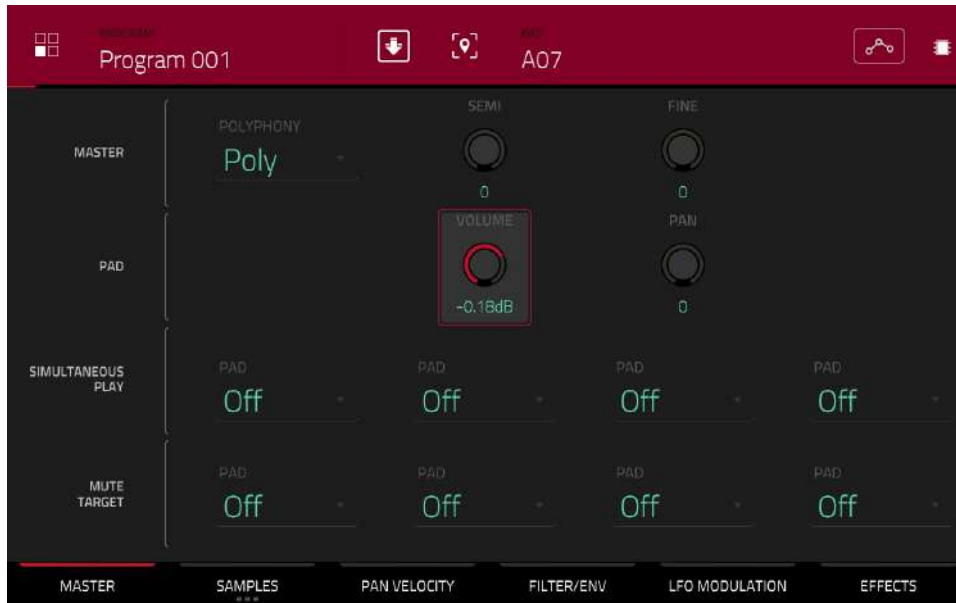 PROGRAM PAD
Program 001 A07
MASTER
POLYPHONY
Poly
SEMI
0
FINE
0
PAD
VOLUME
-0.18dB
PAN
0
SIMULTANEOUS
PLAY
PAD PAD PAD PAD
Off Off Off Off
MUTE
TARGET
PAD PAD PAD PAD
Off Off Off Off
MASTER SAMPLES PAN VELOCITY FILTER/ENV LFO MODULATION EFFECTS